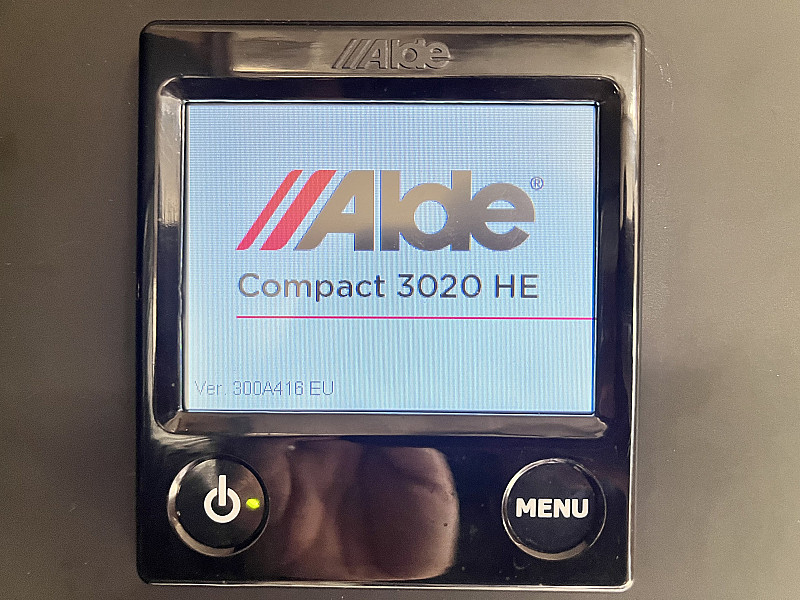 Alde
Alde®
Compact 3020 HE
Ver. 300A416 EU
MENU